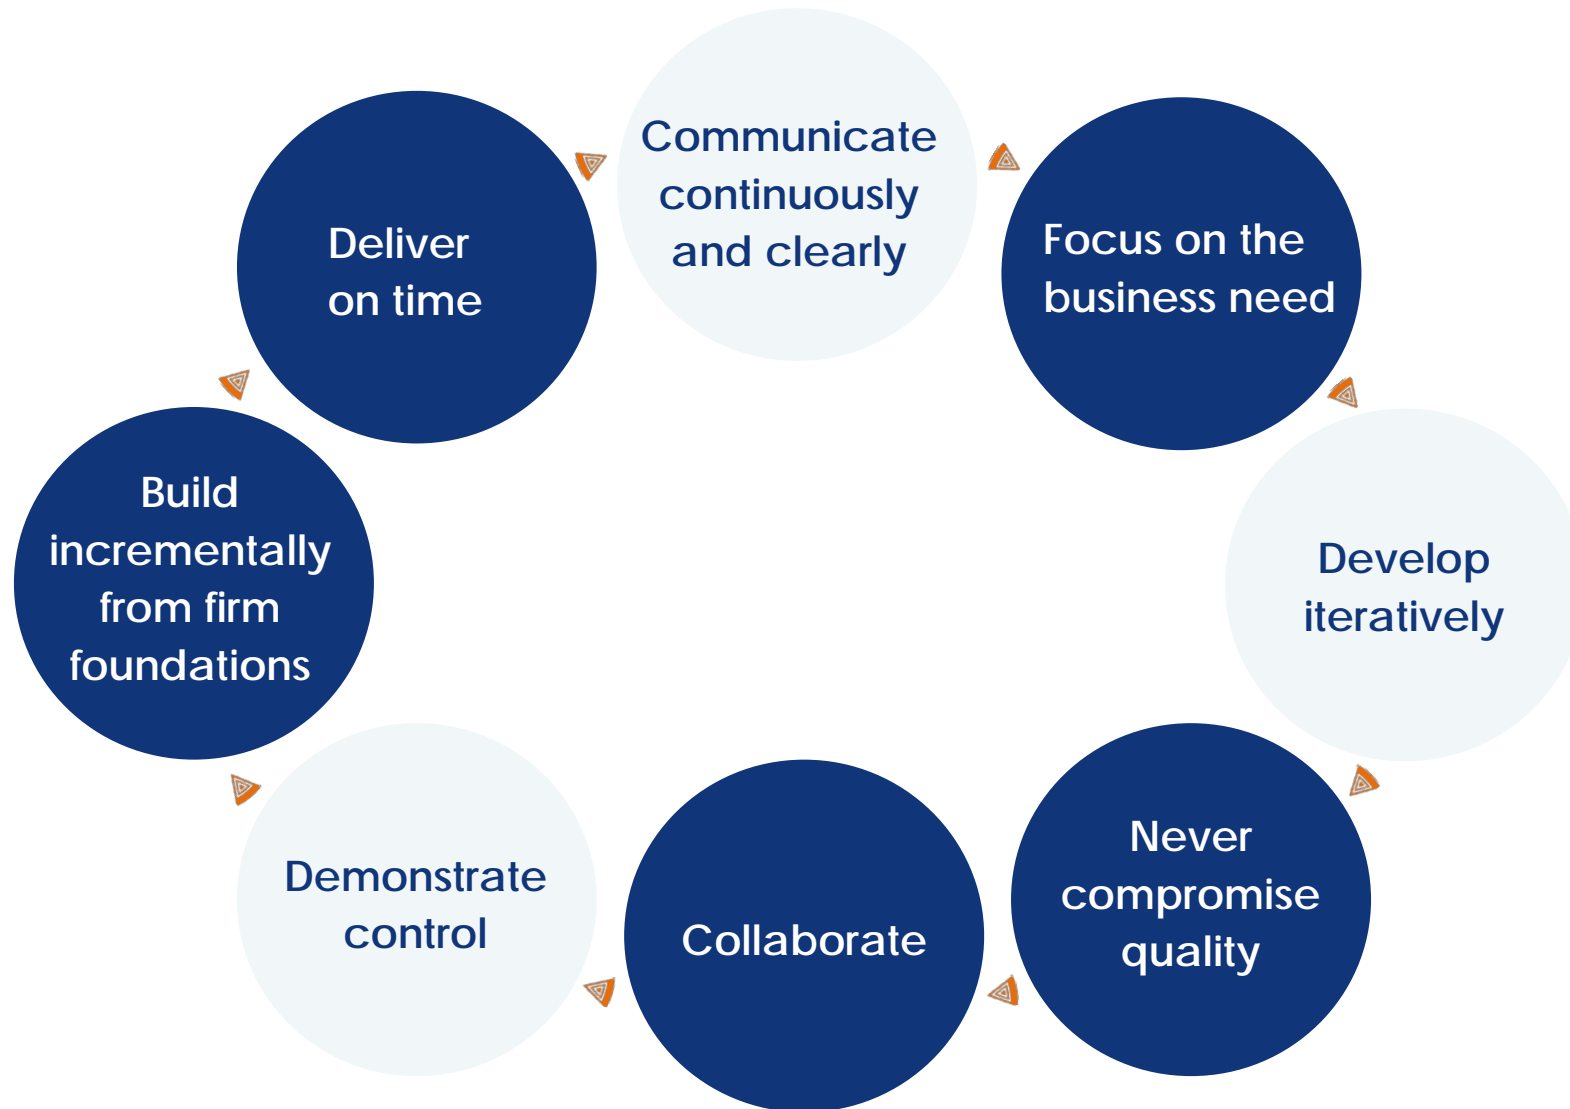 Communicate
continuously
and clearly
Focus on the
business need
Develop
iteratively
Never
compromise
quality
Collaborate
Demonstrate
control
Build
incrementally
from firm
foundations
Deliver
on time